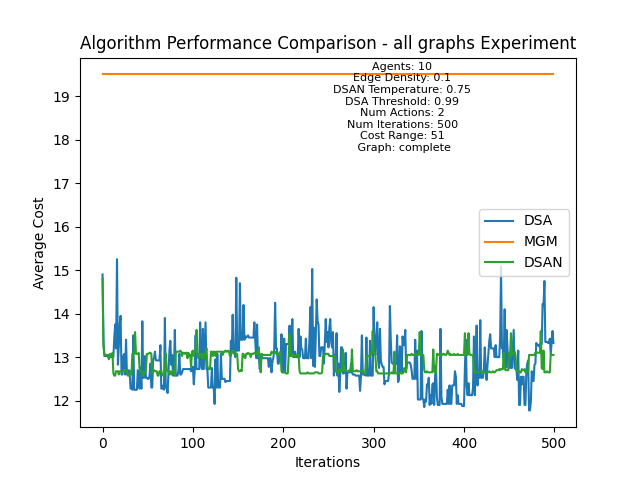 Algorithm Performance Comparison - all graphs Experiment
Agents: 10
Edge Density: 0.1
DSAN Temperature: 0.75
DSA Threshold: 0.99
Num Actions: 2
Num Iterations: 500
Cost Range: 51
Graph: complete
19
18
17
16
15
14
13
12
Average Cost
DSA
MGM
DSAN
0
100
200
300
400
500
Iterations